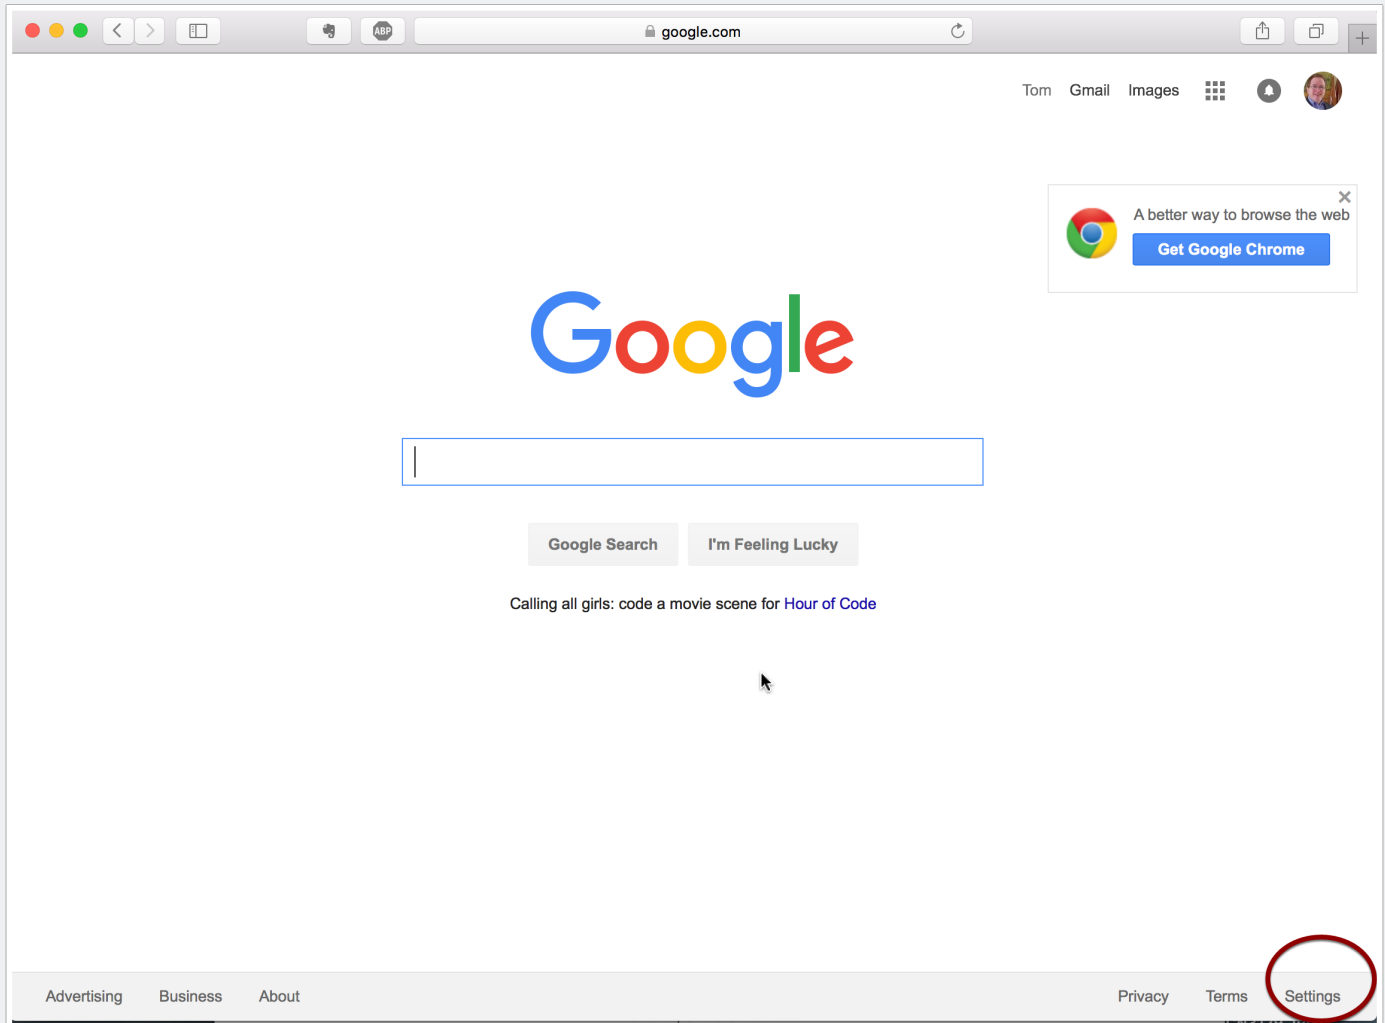 ABP
google.com
Tom Gmail Images
A better way to browse the web
Get Google Chrome
Google
Google Search I'm Feeling Lucky
Calling all girls: code a movie scene for Hour of Code
Advertising Business About Privacy Terms Settings